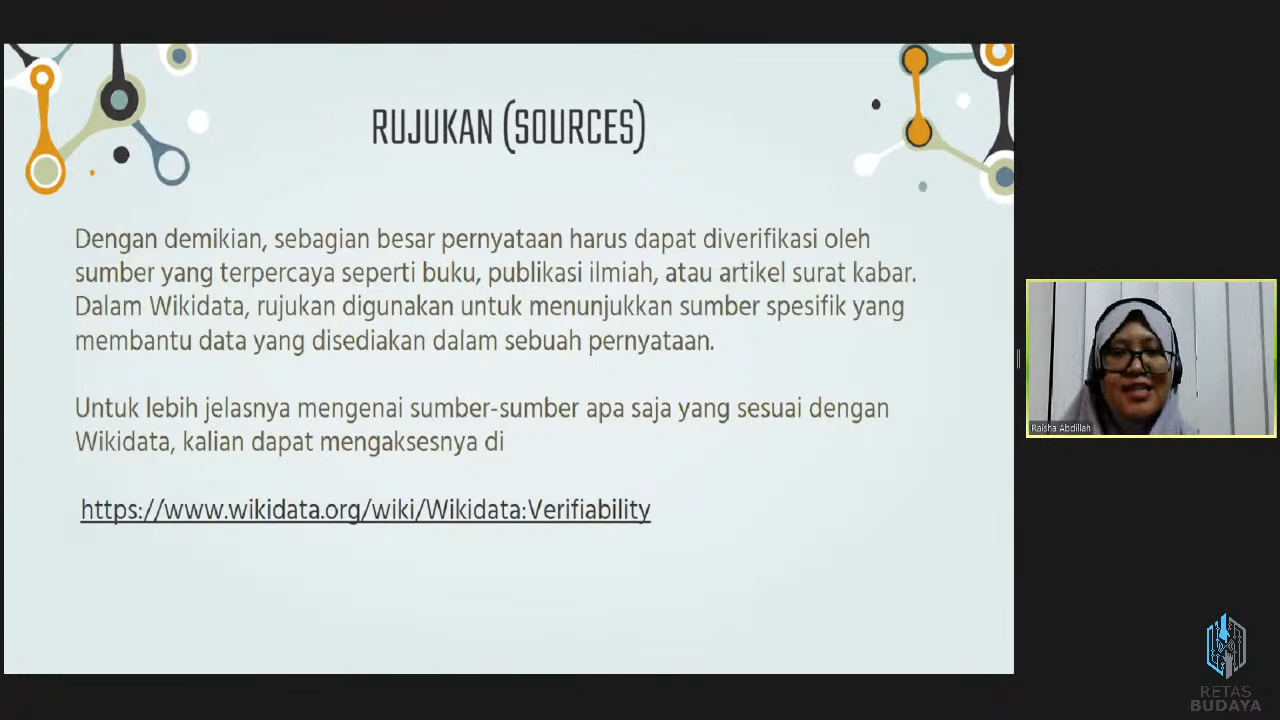 RUJUKAN (SOURCES)
Dengan demikian, sebagian besar pernyataan harus dapat diverifikasi oleh
sumber yang terpercaya seperti buku, publikasi ilmiah, atau artikel surat kabar.
Dalam Wikidata, rujukan digunakan untuk menunjukkan sumber spesifik yang
membantu data yang disediakan dalam sebuah pernyataan.
Untuk lebih jelasnya mengenai sumber-sumber apa saja yang sesuai dengan
Wikidata, kalian dapat mengaksesnya di
https://www.wikidata.org/wiki/Wikidata:Verifiability
Raisha Abdillah
RETAS
BUDAYA